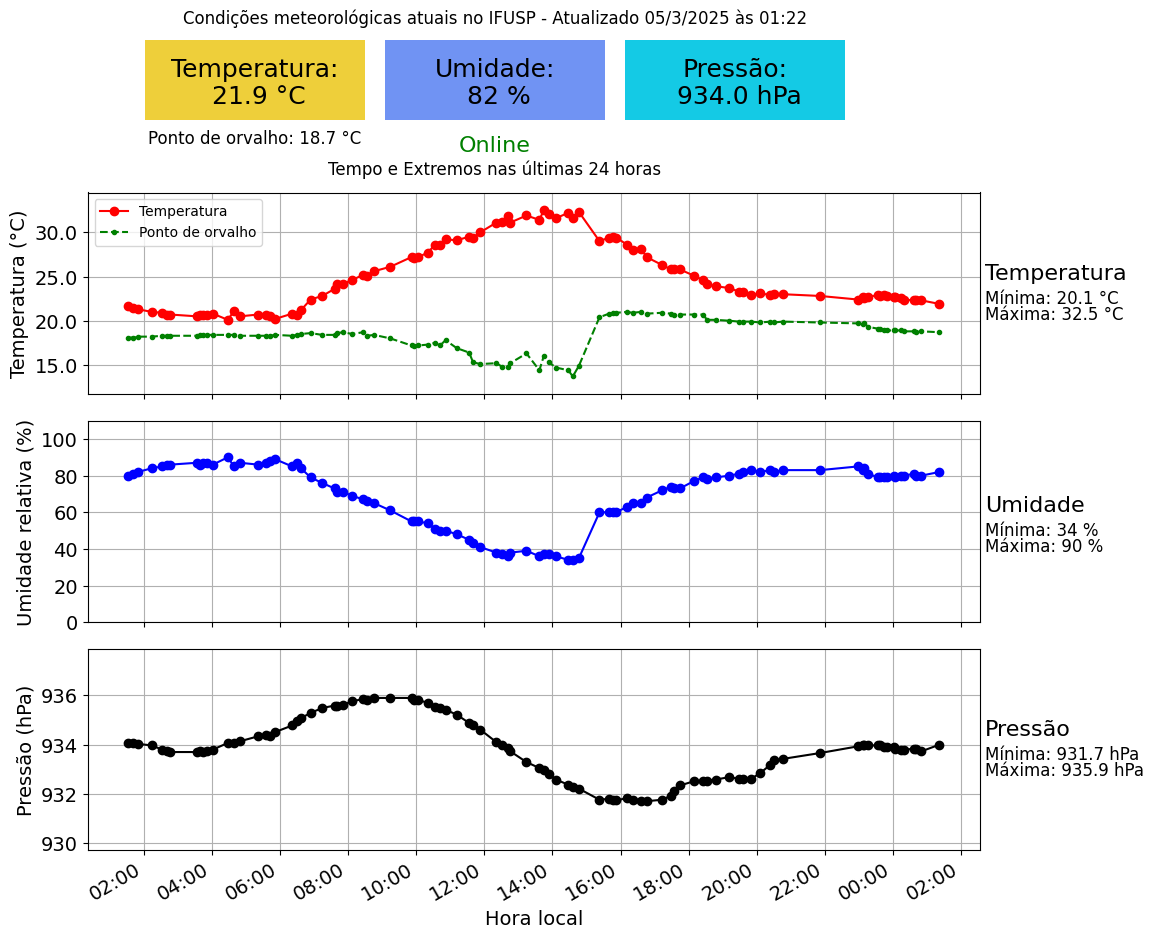 Condições meteorológicas atuais no IFUSP - Atualizado 05/3/2025 às 01:22
Temperatura:
21.9 °C
Umidade:
82 %
Pressão:
934.0 hPa
Ponto de orvalho: 18.7 °C
Online
Tempo e Extremos nas últimas 24 horas
Temperatura (°C)
30.0
25.0
20.0
15.0
Temperatura
Ponto de orvalho
Temperatura
Mínima: 20.1 °C
Máxima: 32.5 °C
Umidade relativa (%)
100
80
60
40
20
0
Umidade
Mínima: 34 %
Máxima: 90 %
Pressão (hPa)
936
934
932
930
Pressão
Mínima: 931.7 hPa
Máxima: 935.9 hPa
02:00 04:00 06:00 08:00 10:00 12:00 14:00 16:00 18:00 20:00 22:00 00:00 02:00
Hora local